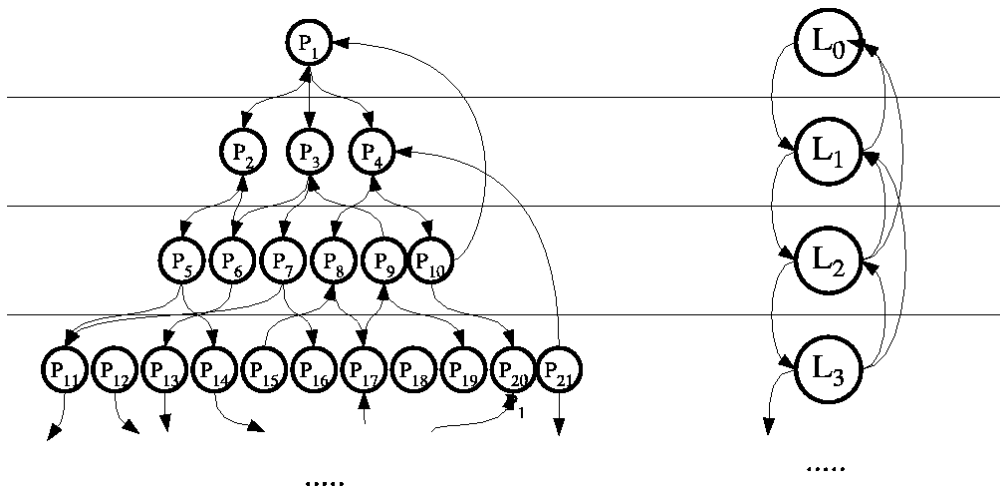 P1 L0
P2 P3 P4 L1
P5 P6 P7 P8 P9 P10 L2
P11 P12 P13 P14 P15 P16 P17 P18 P19 P20 P21 L3
P1
..... .....